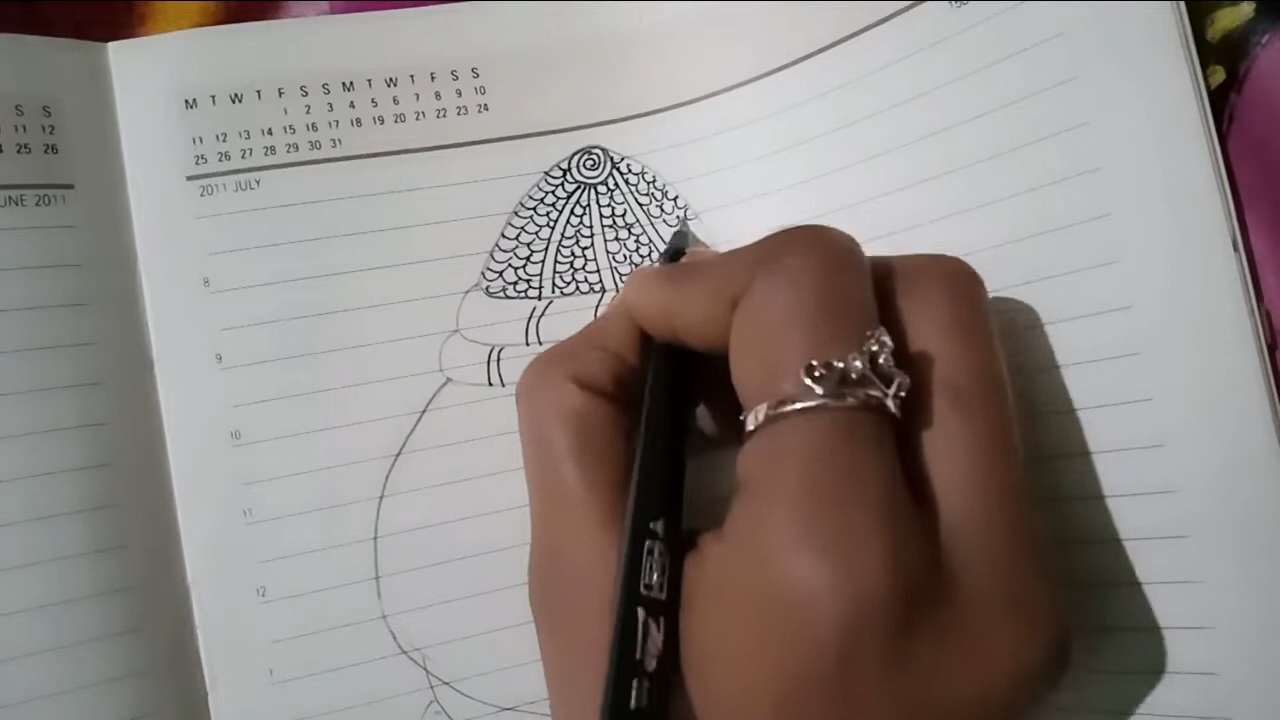 S S
11 12
25 26
JUNE 2011
M T W T F S S M T W T F S S
1 2 3 4 5 6 7 8 9 10
11 12 13 14 15 16 17 18 19 20 21 22 23 24
25 26 27 28 29 30 31
2011 JULY
8
9
10
11
12
1